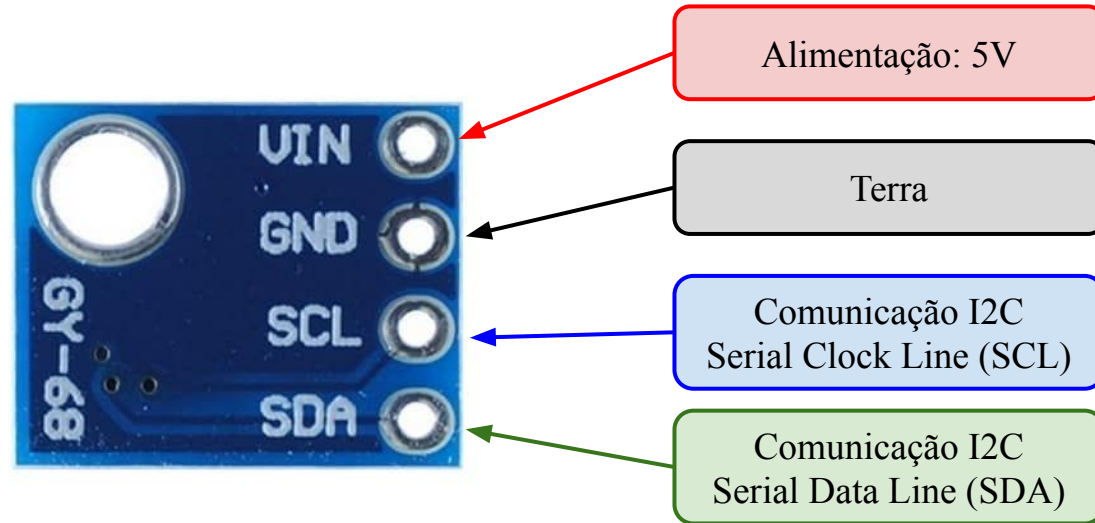 Alimentação: 5V
VIN
Terra
GND
GY-68
SCL
Comunicação I2C
Serial Clock Line (SCL)
SDA
Comunicação I2C
Serial Data Line (SDA)